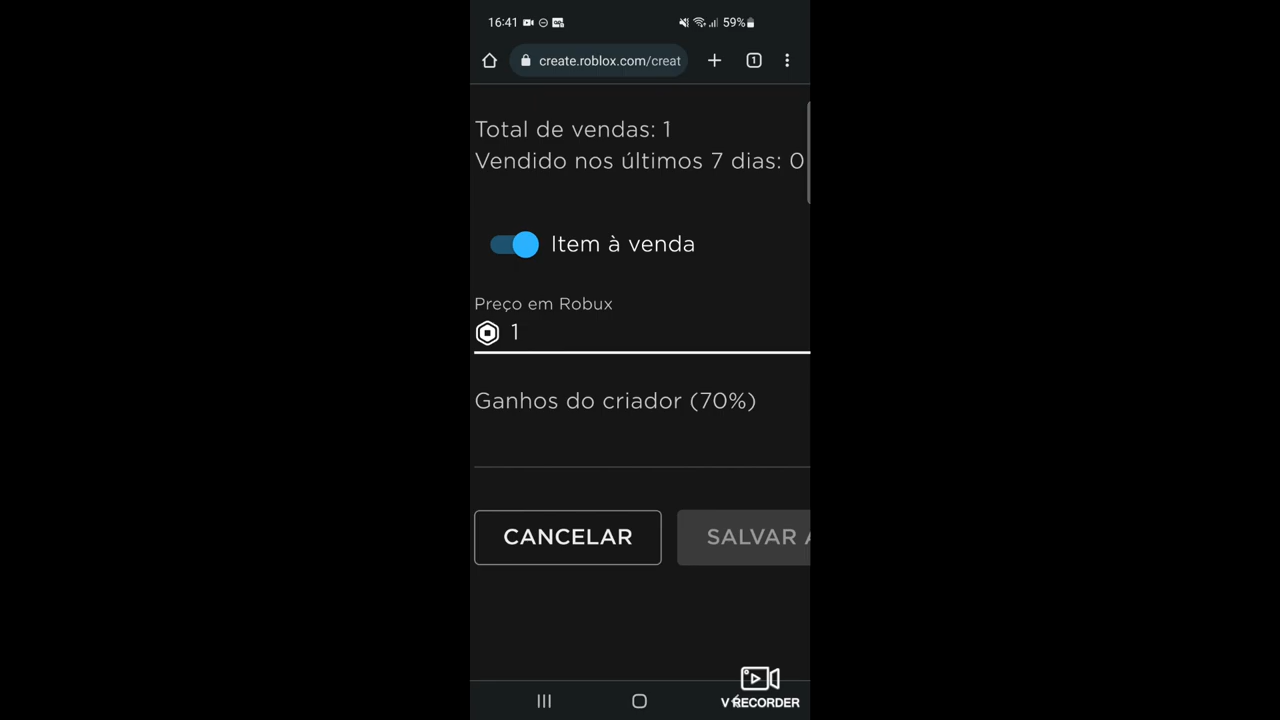 16:41
59%
create.roblox.com/creat
1
Total de vendas: 1
Vendido nos últimos 7 dias: 0
Item à venda
Preço em Robux
1
Ganhos do criador (70%)
CANCELAR
SALVAR A
V RECORDER